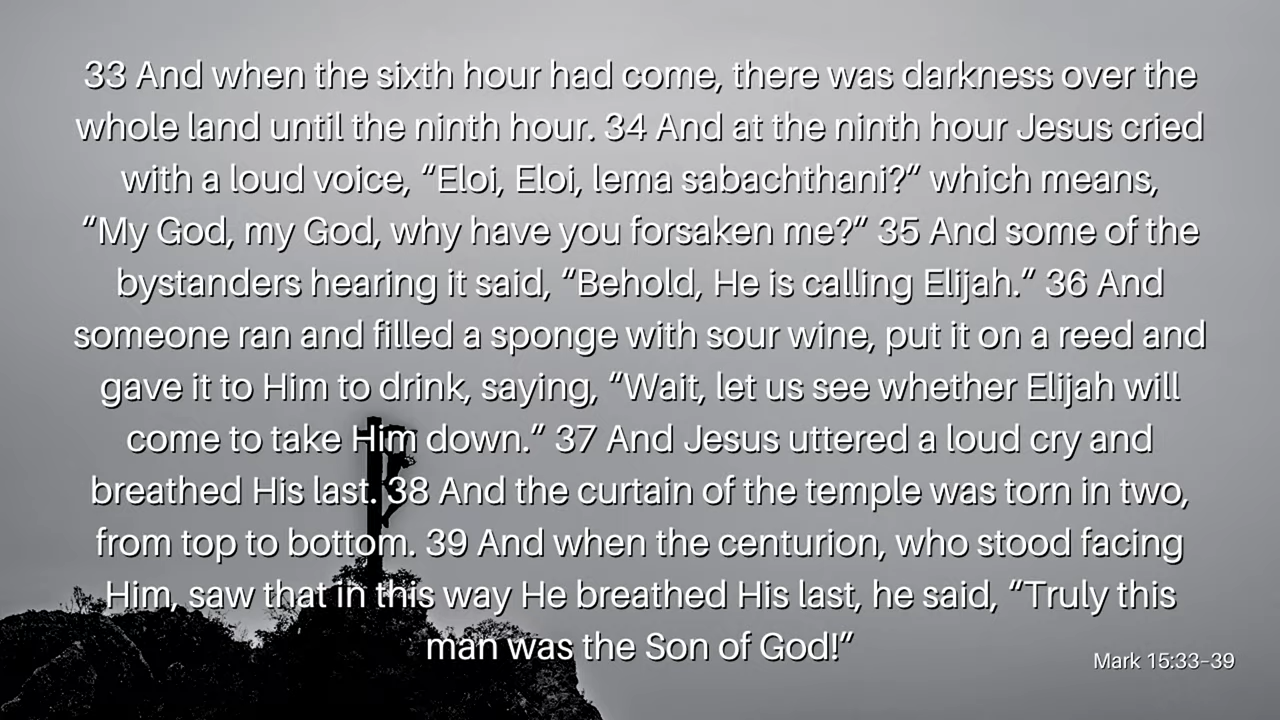 33 And when the sixth hour had come, there was darkness over the
whole land until the ninth hour. 34 And at the ninth hour Jesus cried
with a loud voice, “Eloi, Eloi, lema sabachthani?” which means,
“My God, my God, why have you forsaken me?” 35 And some of the
bystanders hearing it said, “Behold, He is calling Elijah.” 36 And
someone ran and filled a sponge with sour wine, put it on a reed and
gave it to Him to drink, saying, “Wait, let us see whether Elijah will
come to take Him down.” 37 And Jesus uttered a loud cry and
breathed His last. 38 And the curtain of the temple was torn in two,
from top to bottom. 39 And when the centurion, who stood facing
Him, saw that in this way He breathed His last, he said, “Truly this
man was the Son of God!”
Mark 15:33–39